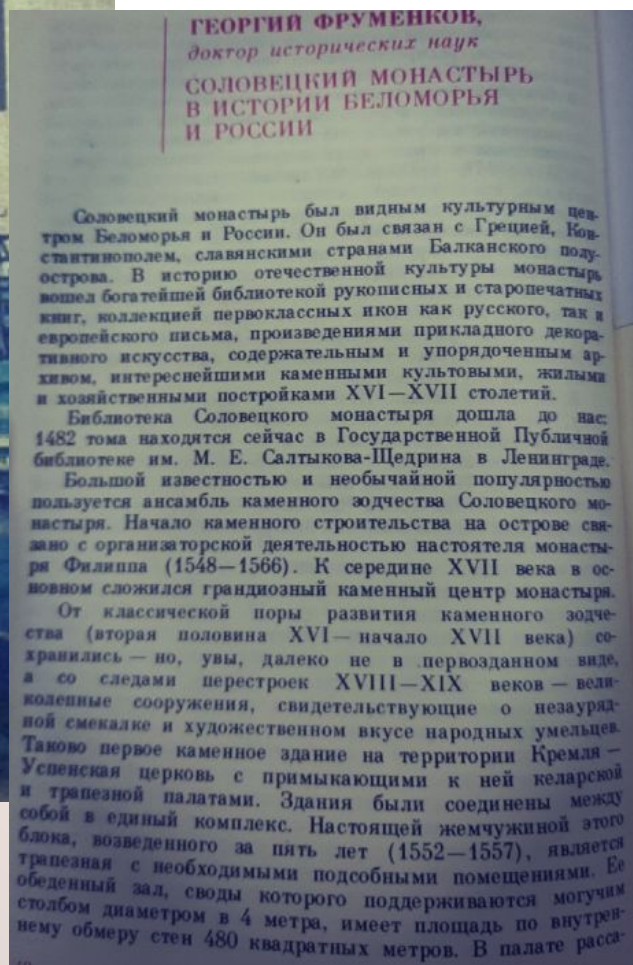 ГЕОРГИЙ ФРУМЕНКОВ,
доктор исторических наук
СОЛОВЕЦКИЙ МОНАСТЫРЬ
В ИСТОРИИ БЕЛОМОРЬЯ
И РОССИИ
Соловецкий монастырь был видным культурным цен-
тром Беломорья и России. Он был связан с Грецией, Кон-
стантинополем, славянскими странами Балканского полу-
острова. В историю отечественной культуры монастырь
вошел богатейшей библиотекой рукописных и старопечатных
книг, коллекцией первоклассных икон как русского, так и
европейского письма, произведениями прикладного декора-
тивного искусства, содержательным и упорядоченным ар-
хивом, интереснейшими каменными культовыми, жилыми
и хозяйственными постройками XVI—XVII столетий.
Библиотека Соловецкого монастыря дошла до нас:
1482 тома находятся сейчас в Государственной Публичной
библиотеке им. М. Е. Салтыкова-Щедрина в Ленинграде.
Большой известностью и необычайной популярностью
пользуется ансамбль каменного зодчества Соловецкого мо-
настыря. Начало каменного строительства на острове свя-
зано с организаторской деятельностью настоятеля монасты-
ря Филиппа (1548—1566). К середине XVII века в ос-
новном сложился грандиозный каменный центр монастыря.
От классической поры развития каменного зодче-
ства (вторая половина XVI — начало XVII века) со-
хранились — но, увы, далеко не в первозданном виде,
а со следами перестроек XVIII—XIX веков — вели-
колепные сооружения, свидетельствующие о незауряд-
ной смекалке и художественном вкусе народных умельцев.
Таково первое каменное здание на территории Кремля —
Успенская церковь с примыкающими к ней келарской
и трапезной палатами. Здания были соединены между
собой в единый комплекс. Настоящей жемчужиной этого
блока, возведенного за пять лет (1552—1557), является
трапезная с необходимыми подсобными помещениями. Ее
обеденный зал, своды которого поддерживаются могучим
столбом диаметром в 4 метра, имеет площадь по внутрен-
нему обмеру стен 480 квадратных метров. В палате расса-